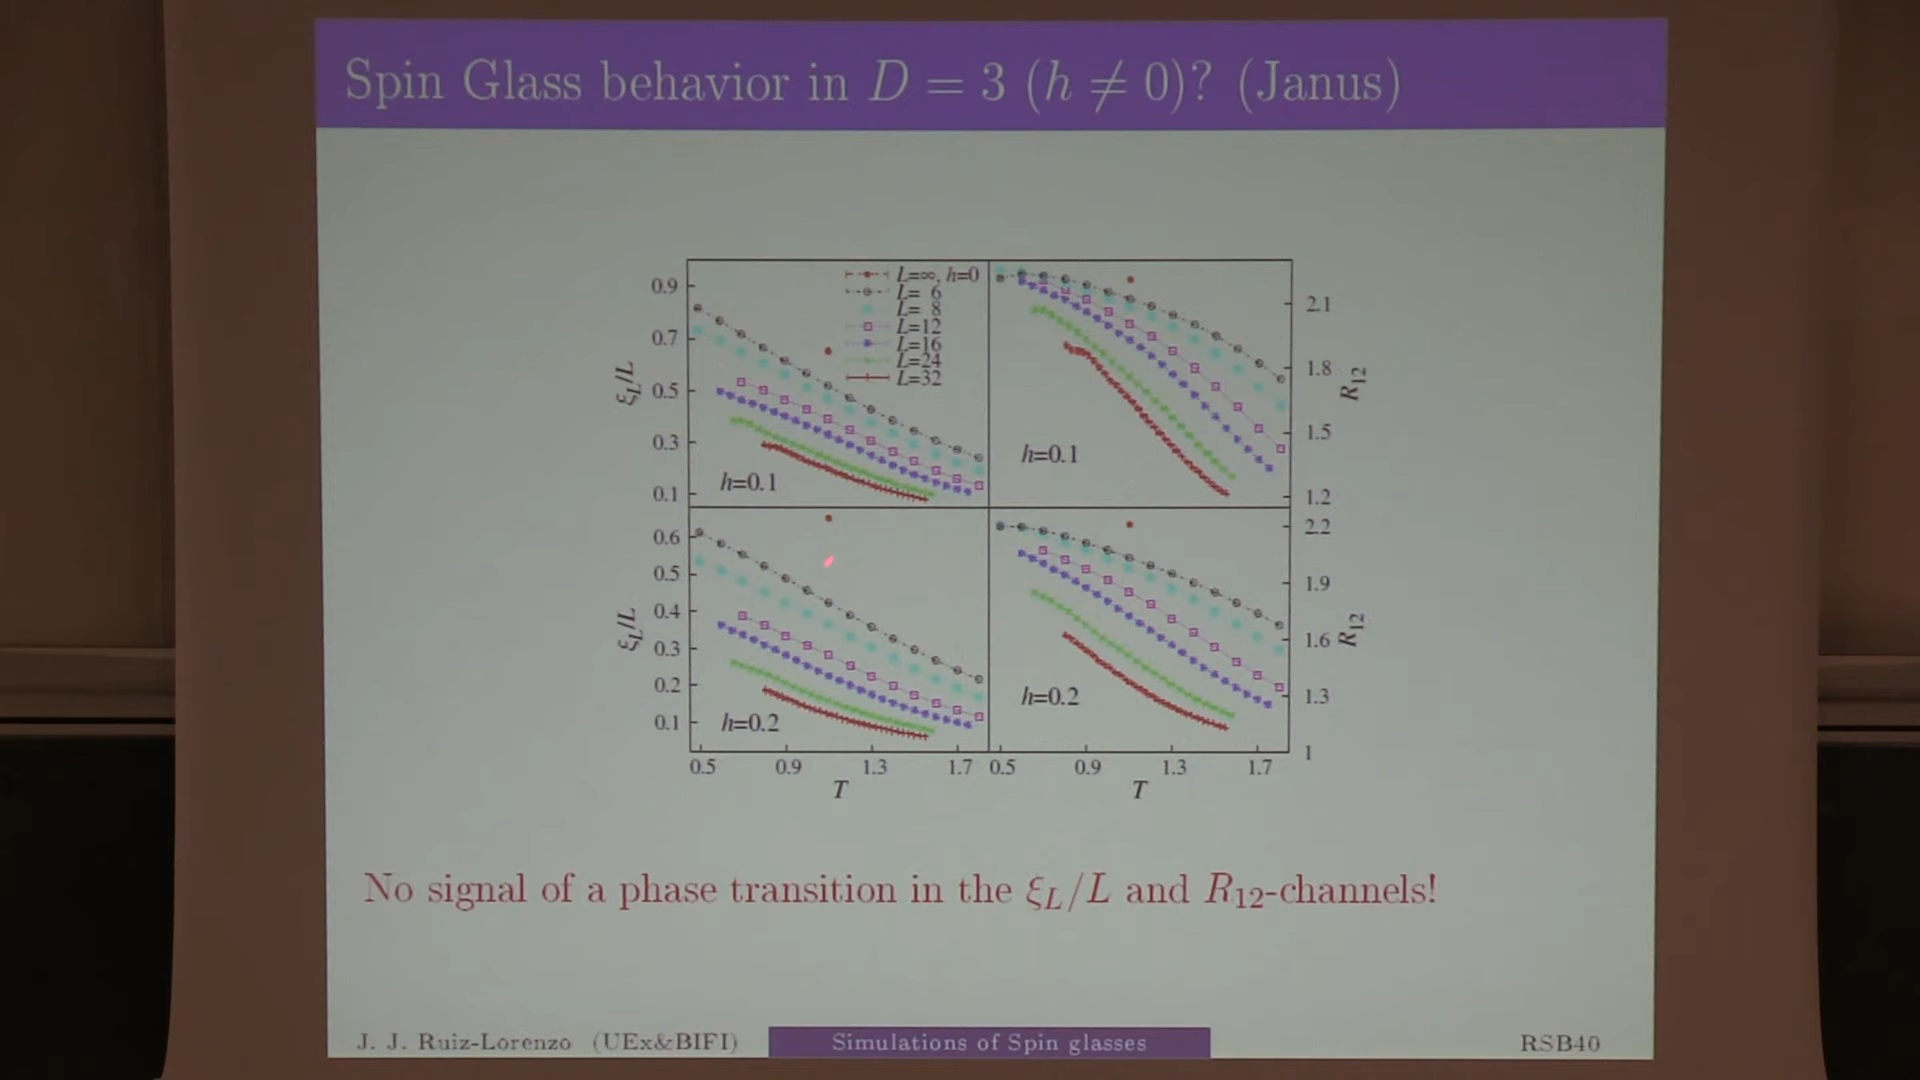 Spin Glass behavior in D = 3 (h ≠ 0)? (Janus)
L=∞, h=0
L= 6
L= 8
L=12
L=16
L=24
L=32
0.9
0.7
0.5
0.3
0.1
ξL/L
h=0.1
h=0.1
2.1
1.8
1.5
1.2
R12
0.6
0.5
0.4
0.3
0.2
0.1
ξL/L
h=0.2
h=0.2
2.2
1.9
1.6
1.3
1
R12
0.5 0.9 1.3 1.7 0.5 0.9 1.3 1.7
T T
No signal of a phase transition in the ξL/L and R12-channels!
J. J. Ruiz-Lorenzo (UEx&BIFI) Simulations of Spin glasses RSB40